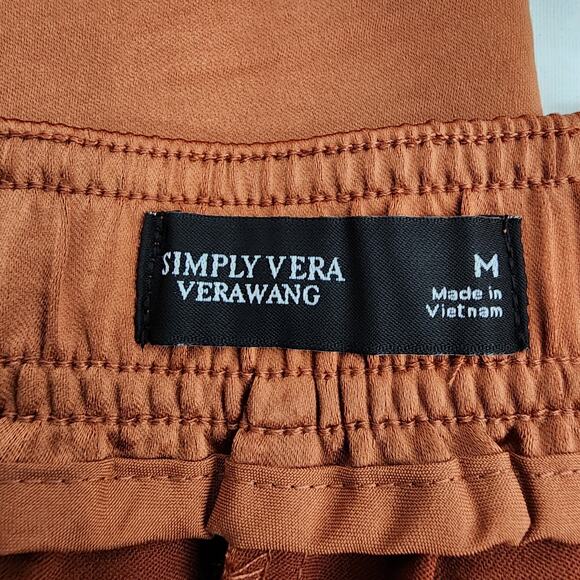 SIMPLY VERA
VERAWANG
M
Made in
Vietnam